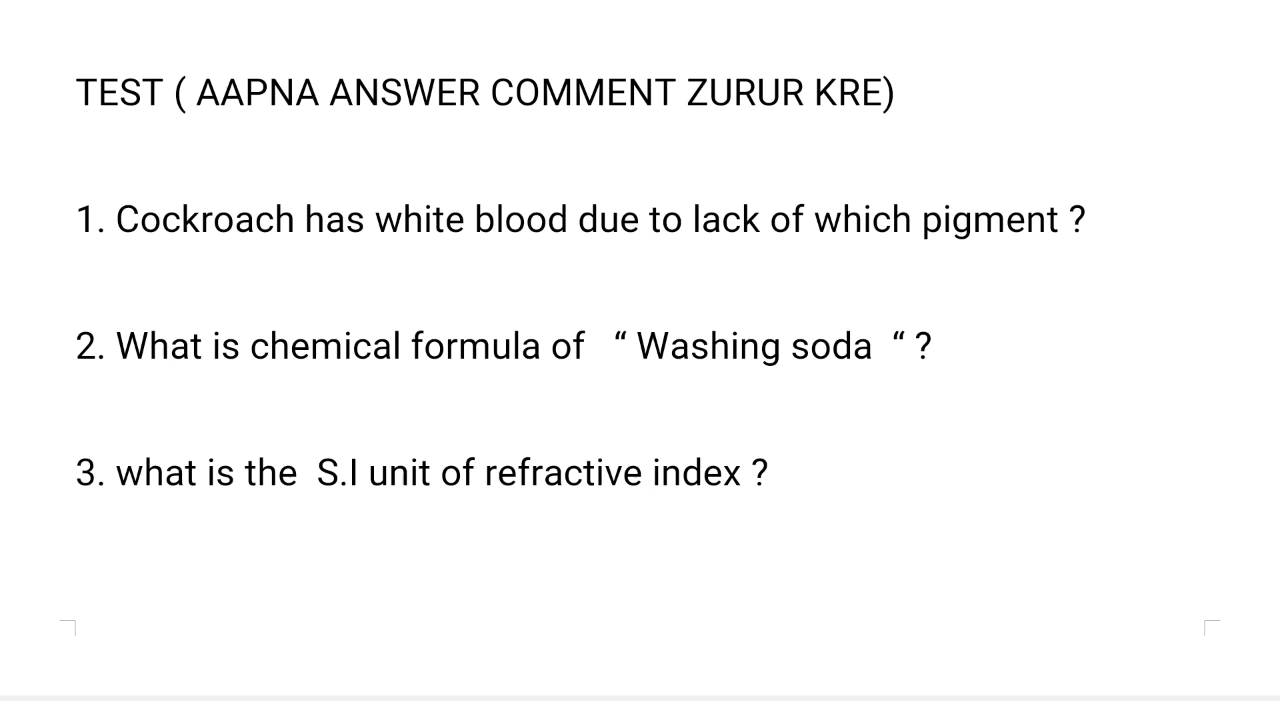 TEST ( AAPNA ANSWER COMMENT ZURUR KRE)
1. Cockroach has white blood due to lack of which pigment ?
2. What is chemical formula of “ Washing soda “ ?
3. what is the S.I unit of refractive index ?